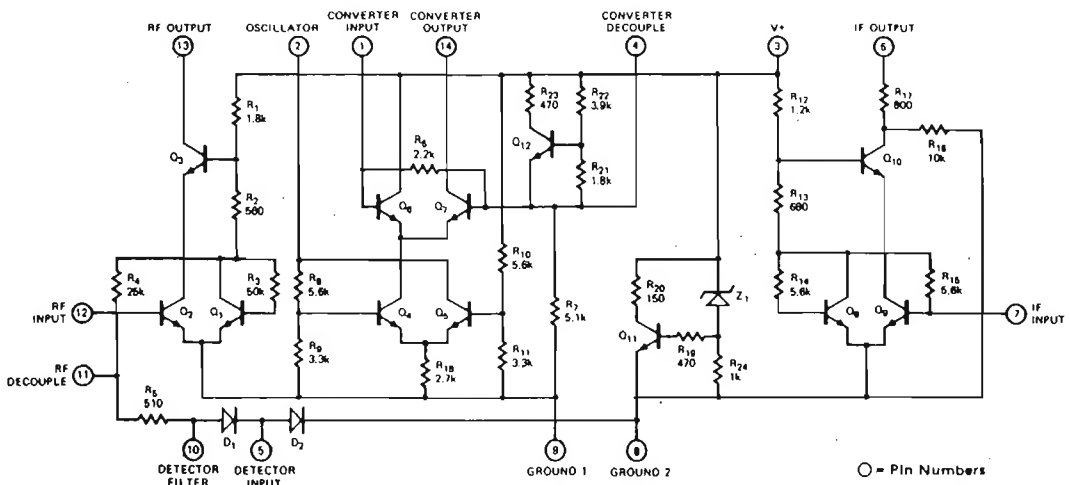 RF OUTPUT
13
OSCILLATOR
2
CONVERTER
INPUT
1
CONVERTER
OUTPUT
14
CONVERTER
DECOUPLE
4
V+
3
IF OUTPUT
6
R1
1.8k
R23
470
R22
3.9k
R12
1.2k
R17
800
Q3
R6
2.2k
Q12
Q10
R16
10k
R2
560
Q6
Q7
R21
1.8k
R13
680
R4
25k
R3
50k
R8
5.6k
R10
5.6k
R20
150
Z1
R14
5.6k
R15
5.6k
RF
INPUT
12
Q2
Q1
Q4
Q5
R7
5.1k
Q11
Q8
Q9
7
IF
INPUT
R9
3.3k
R18
2.7k
R11
3.3k
R19
470
R24
1k
RF
DECOUPLE
11
R5
510
D1
D2
10
DETECTOR
FILTER
5
DETECTOR
INPUT
9
GROUND 1
8
GROUND 2
= Pin Numbers